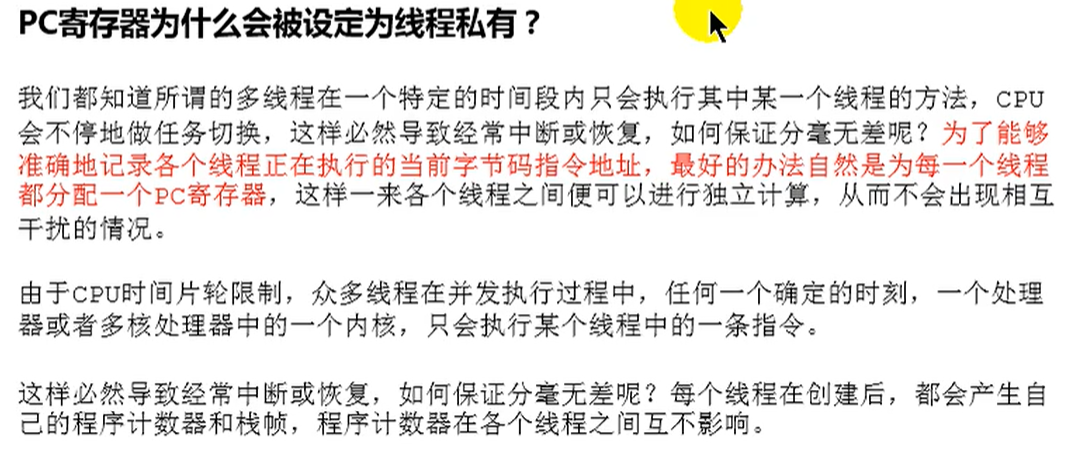 PC寄存器为什么会被设定为线程私有？
我们都知道所谓的多线程在一个特定的时间段内只会执行其中某一个线程的方法，CPU
会不停地做任务切换，这样必然导致经常中断或恢复，如何保证分毫无差呢？为了能够
准确地记录各个线程正在执行的当前字节码指令地址，最好的办法自然是为每一个线程
都分配一个PC寄存器，这样一来各个线程之间便可以进行独立计算，从而不会出现相互
干扰的情况。
由于CPU时间片轮限制，众多线程在并发执行过程中，任何一个确定的时刻，一个处理
器或者多核处理器中的一个内核，只会执行某个线程中的一条指令。
这样必然导致经常中断或恢复，如何保证分毫无差呢？每个线程在创建后，都会产生自
己的程序计数器和栈帧，程序计数器在各个线程之间互不影响。